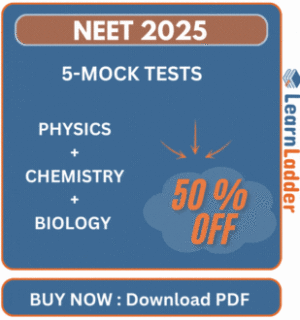 NEET 2025
5-MOCK TESTS
PHYSICS
+
CHEMISTRY
+
BIOLOGY
50 %
OFF
LearnLadder
BUY NOW : Download PDF